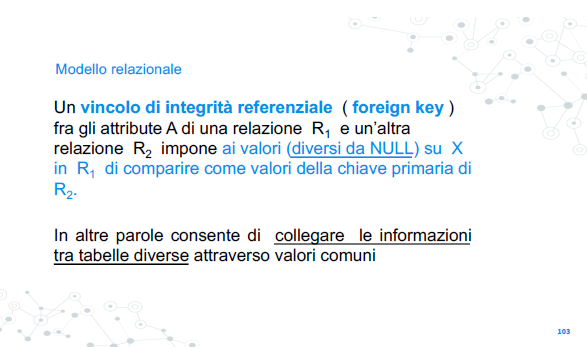 Modello relazionale
Un vincolo di integrità referenziale ( foreign key )
fra gli attribute A di una relazione R₁ e un'altra
relazione R₂ impone ai valori (diversi da NULL) su X
in R₁ di comparire come valori della chiave primaria di
R₂.
In altre parole consente di collegare le informazioni
tra tabelle diverse attraverso valori comuni
103